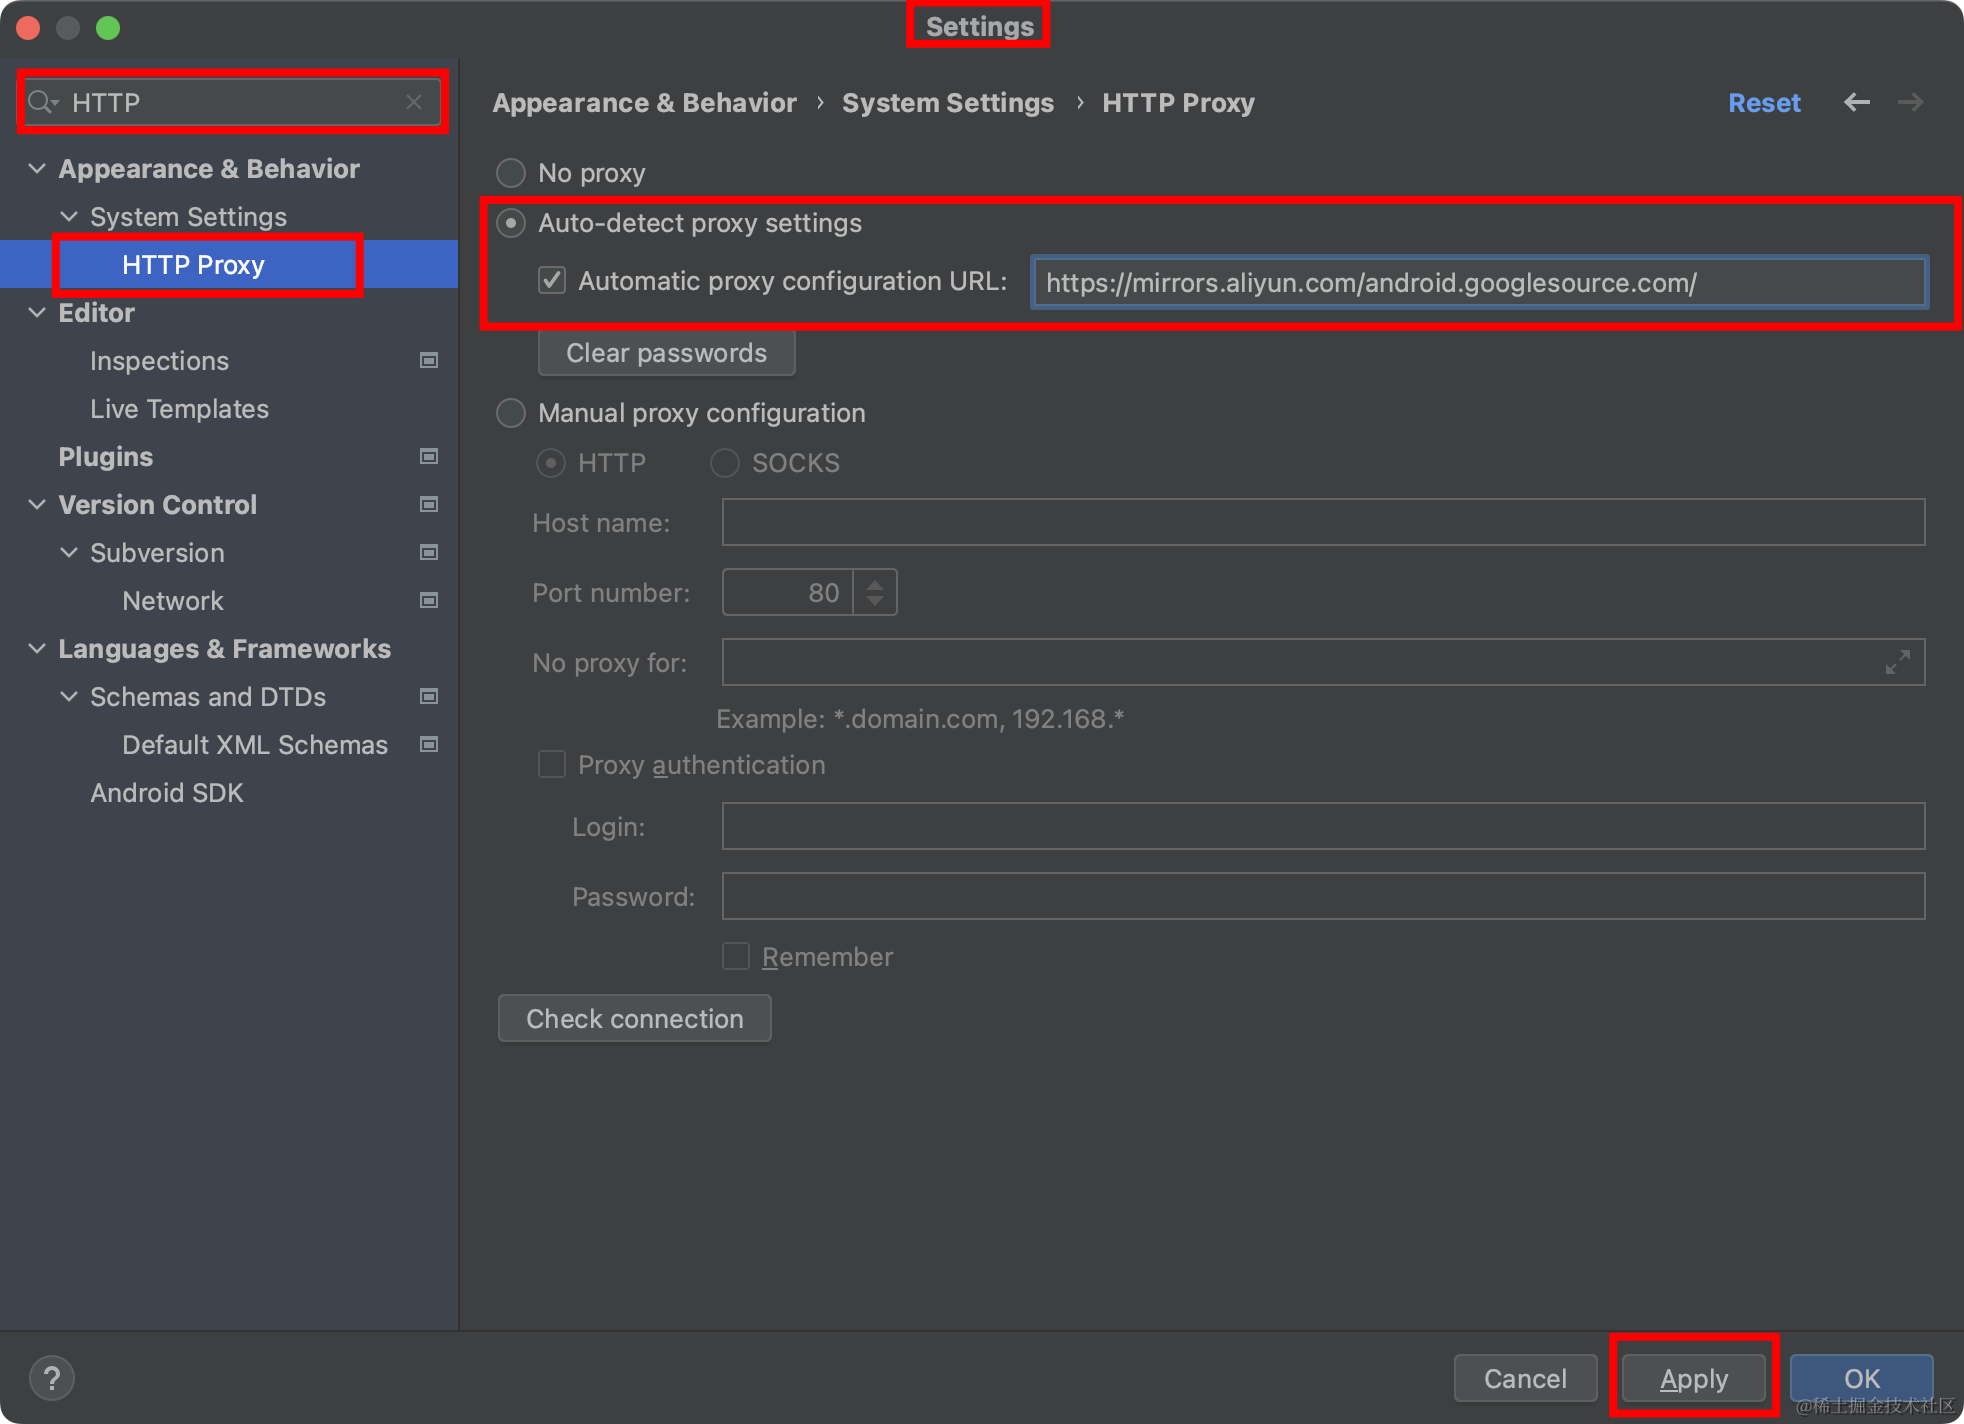 Settings
HTTP
Appearance & Behavior
System Settings
HTTP Proxy
Editor
Inspections
Live Templates
Plugins
Version Control
Subversion
Network
Languages & Frameworks
Schemas and DTDs
Default XML Schemas
Android SDK
Appearance & Behavior › System Settings › HTTP Proxy
Reset
No proxy
Auto-detect proxy settings
Automatic proxy configuration URL: https://mirrors.aliyun.com/android.googlesource.com/
Clear passwords
Manual proxy configuration
HTTP SOCKS
Host name:
Port number: 80
No proxy for:
Example: *.domain.com, 192.168.*
Proxy authentication
Login:
Password:
Remember
Check connection
?
Cancel Apply OK
@稀土掘金技术社区